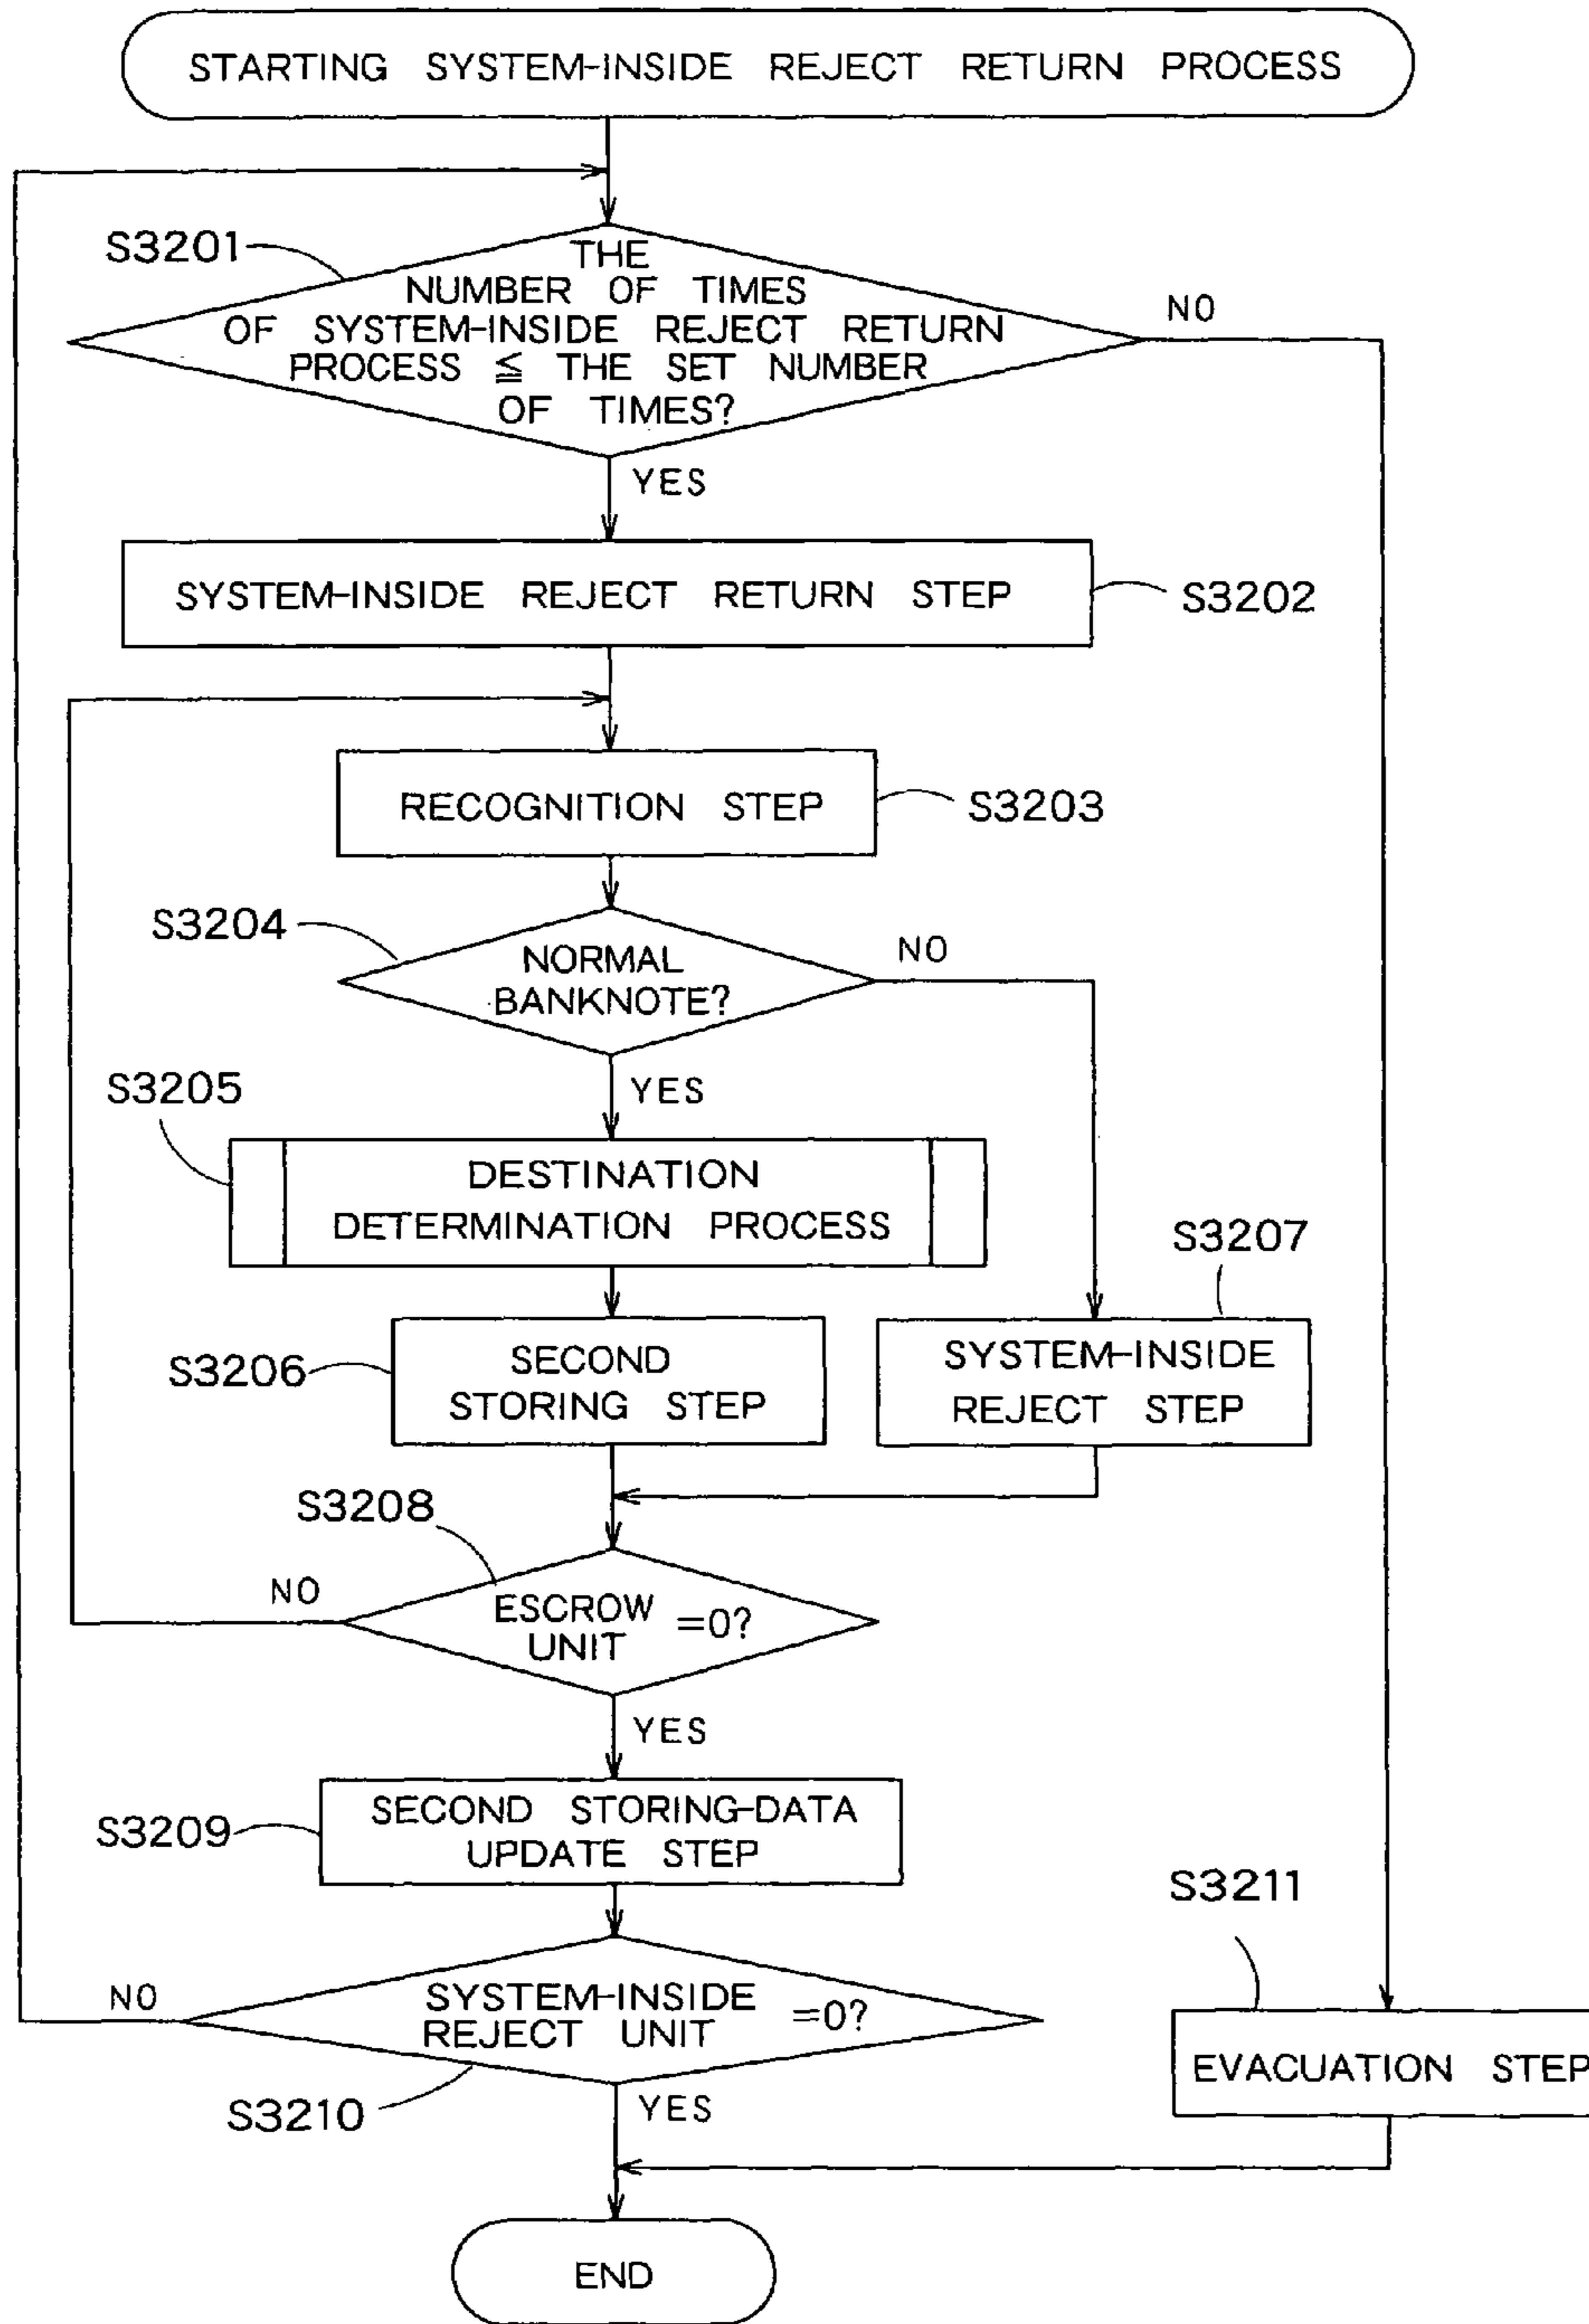 STARTING SYSTEM-INSIDE REJECT RETURN PROCESS
S3201
THE
NUMBER OF TIMES
OF SYSTEM-INSIDE REJECT RETURN
PROCESS ≦ THE SET NUMBER
OF TIMES?
NO
YES
SYSTEM-INSIDE REJECT RETURN STEP
S3202
RECOGNITION STEP
S3203
S3204
NORMAL
BANKNOTE?
NO
YES
S3205
DESTINATION
DETERMINATION PROCESS
S3206
SECOND
STORING STEP
S3207
SYSTEM-INSIDE
REJECT STEP
S3208
ESCROW
UNIT
=0?
NO
YES
SECOND STORING-DATA
UPDATE STEP
S3209
SYSTEM-INSIDE
REJECT UNIT
=0?
NO
S3210
YES
S3211
EVACUATION STEP
END